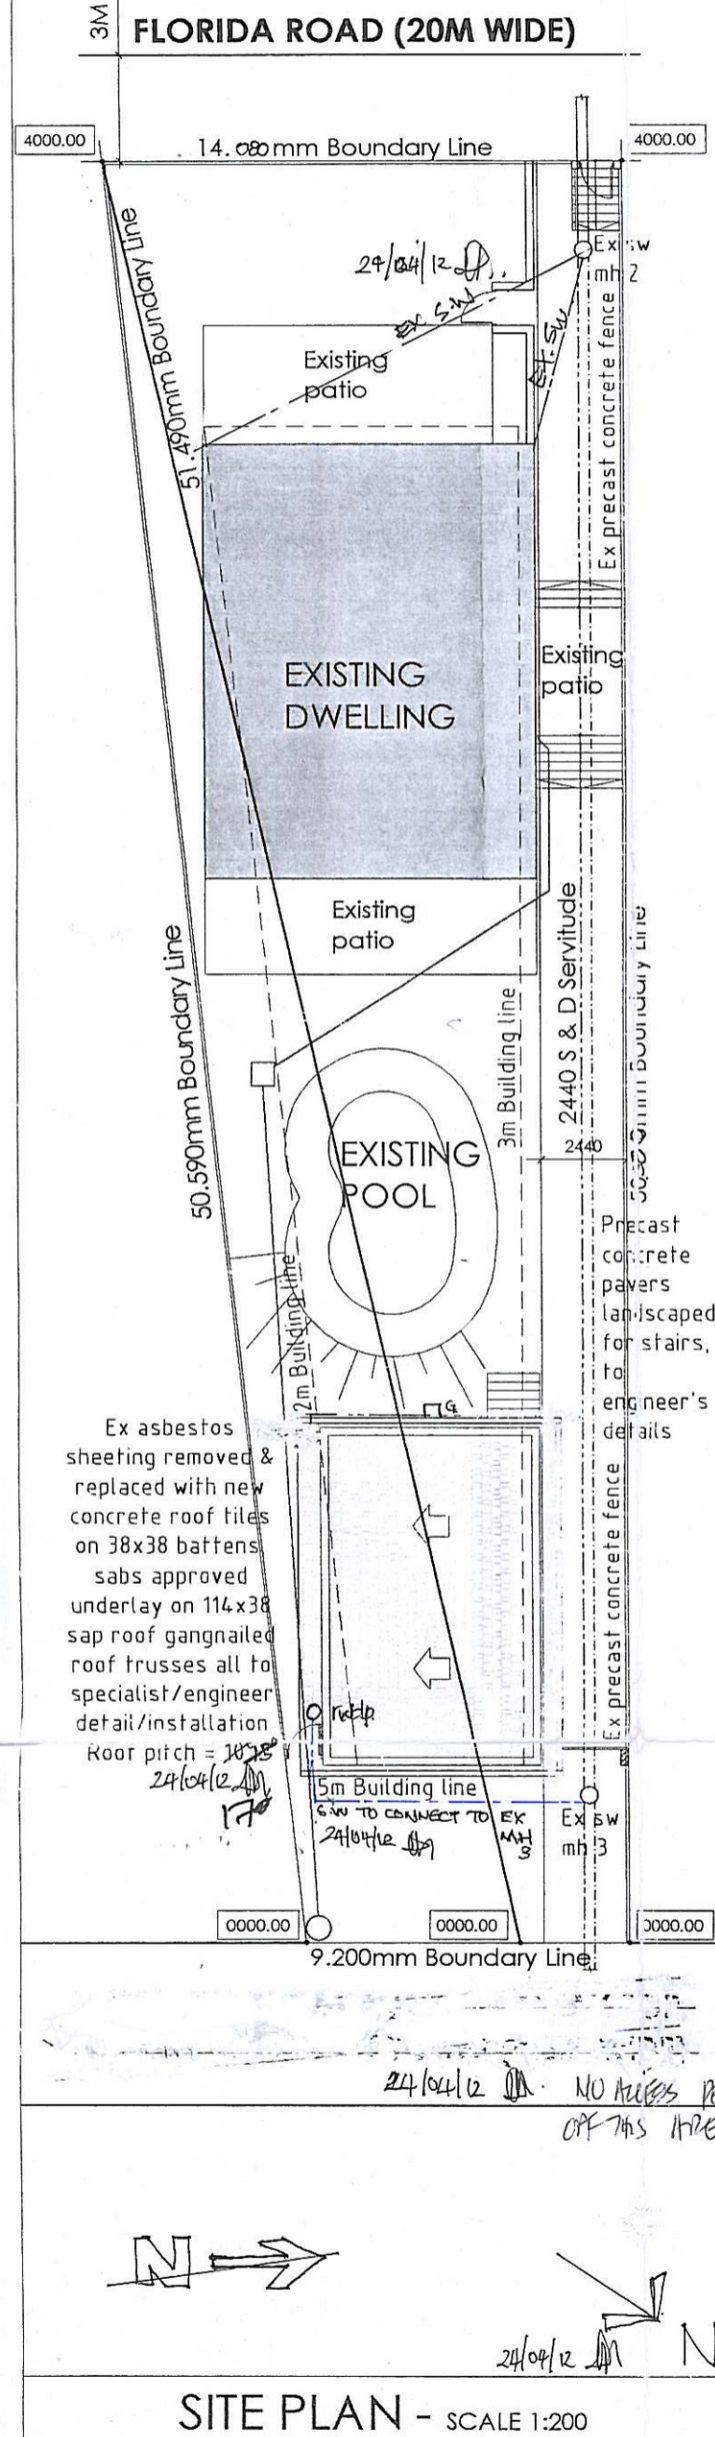 3M
FLORIDA ROAD (20M WIDE)
4000.00
14.080mm Boundary Line
4000.00
24/04/12
Ex sw
mh 2
EX. S.W
EX. SW
51.490mm Boundary Line
Existing
patio
Ex precast concrete fence
EXISTING
DWELLING
Existing
patio
Existing
patio
50.590mm Boundary Line
3m Building line
2440 S & D Servitude
Boundary Line
2440
EXISTING
POOL
2m Building line
Precast
concrete
pavers
landscaped
for stairs,
to
engineer's
details
G
Ex asbestos
sheeting removed &
replaced with new
concrete roof tiles
on 38x38 battens
sabs approved
underlay on 114x38
sap roof gangnailed
roof trusses all to
specialist/engineer
detail/installation
Roof pitch =
24/04/12
17°
Ex precast concrete fence
rwdp
5m Building line
S.W TO CONNECT TO EX
MH
3
24/04/12
Ex sw
mh 3
0000.00
0000.00
0000.00
9.200mm Boundary Line
24/04/12
NO ACCESS
OFF THIS
N
24/04/12
N
SITE PLAN - SCALE 1:200